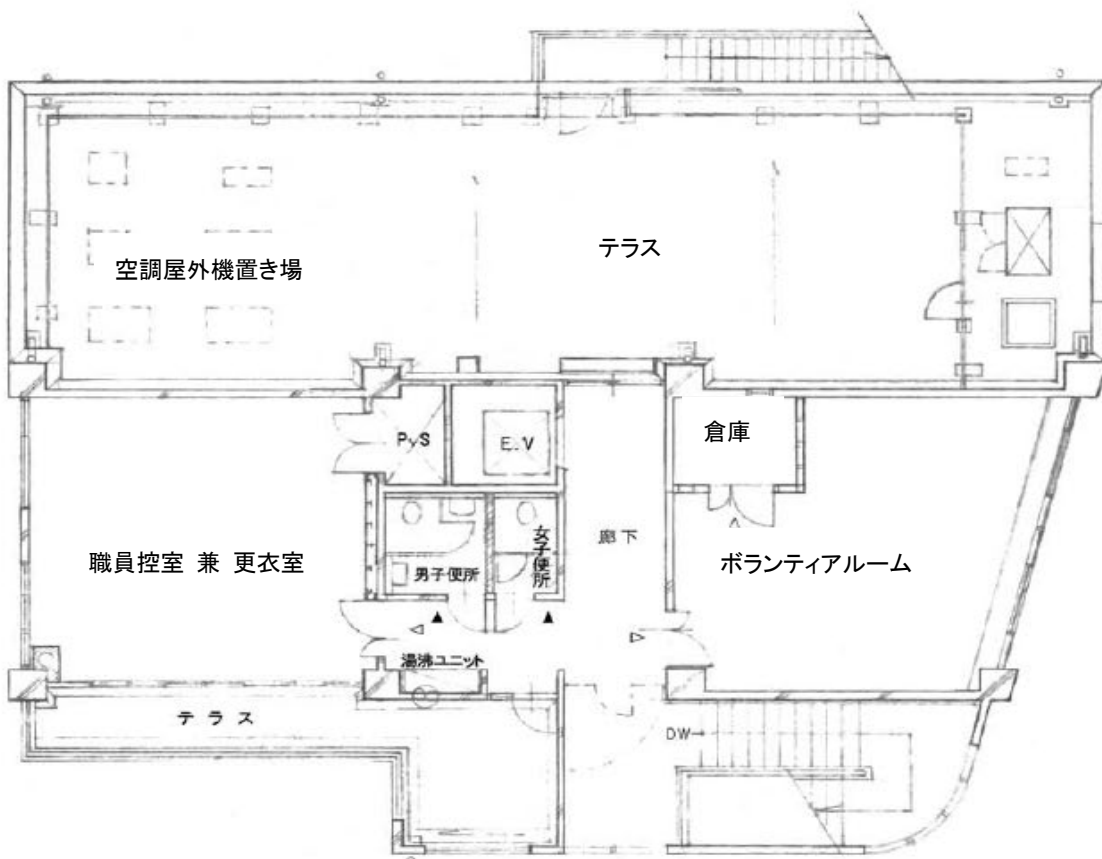 テラス
空調屋外機置き場
PyS
E.V
倉庫
職員控室 兼 更衣室
男子便所
女子便所
廊下
ボランティアルーム
湯沸ユニット
テラス
DW